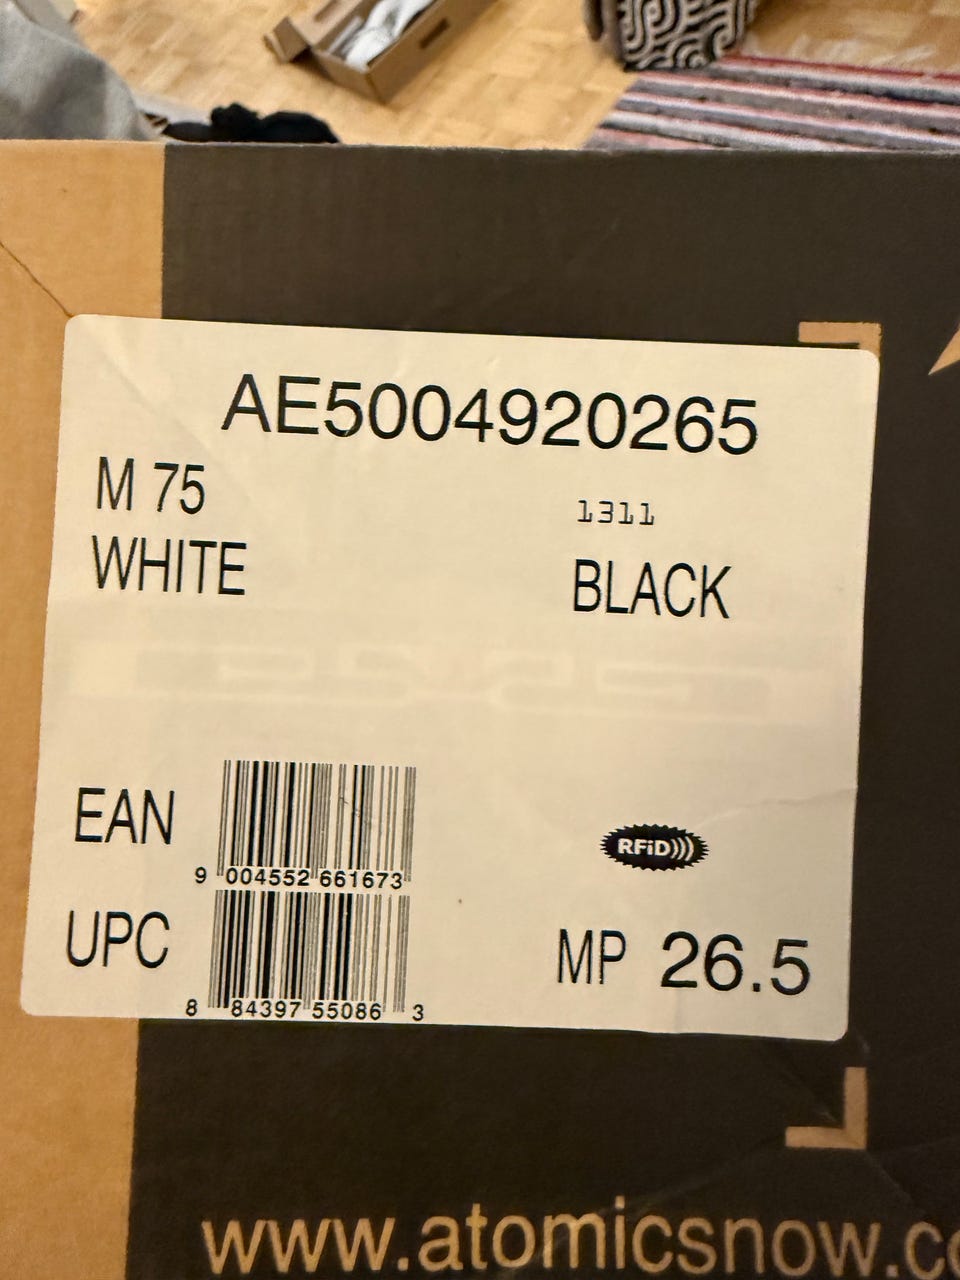 AE5004920265
M 75
1311
WHITE
BLACK
EAN
9 004552 661673
RFiD
UPC
8 84397 55086 3
MP 26.5
www.atomicsnow.c